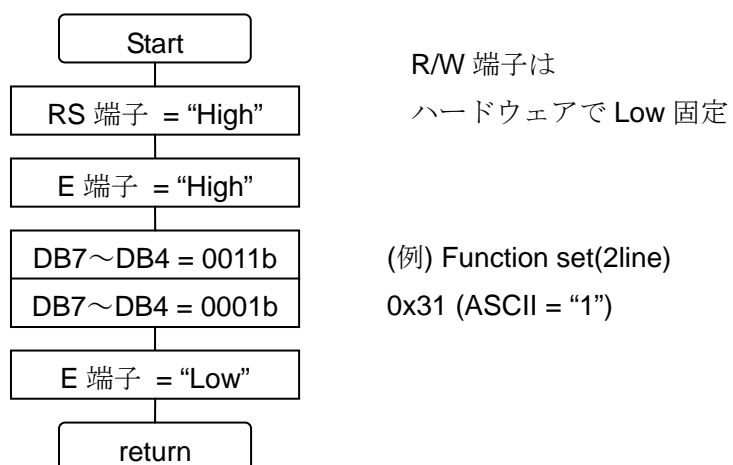 Start
R/W 端子は
ハードウェアで Low 固定
RS 端子 = “High”
E 端子 = “High”
DB7～DB4 = 0011b
(例) Function set(2line)
DB7～DB4 = 0001b
0x31 (ASCII = “1”)
E 端子 = “Low”
return